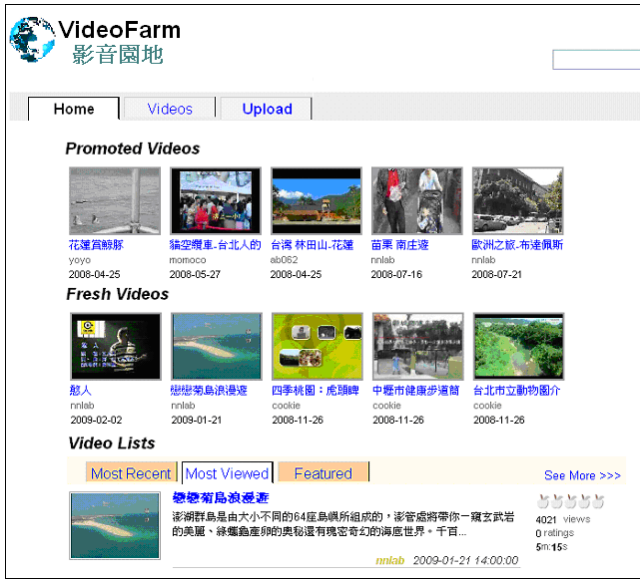 VideoFarm
影音園地
Home Videos Upload
Promoted Videos
花蓮賞鯨豚 貓空纜車-台北人的 台灣 林田山-花蓮 苗栗 南庄遊 歐洲之旅-布達佩斯
yoyo momoco ab062 nnlab nnlab
2008-04-25 2008-05-27 2008-04-25 2008-07-16 2008-07-21
Fresh Videos
憨人 戀戀菊島浪漫遊 四季桃園：虎頭碑 中壢市健康步道簡 台北市立動物園介
nnlab nnlab cookie cookie cookie
2009-02-02 2009-01-21 2008-11-26 2008-11-26 2008-11-26
Video Lists
Most Recent Most Viewed Featured See More >>>
戀戀菊島浪漫遊
澎湖群島是由大小不同的64座島嶼所組成的，澎管處將帶你一窺玄武岩
的美麗、綠蠵龜產卵的奧秘還有瑰密奇幻的海底世界。千百...
4021 views
0 ratings
5m:15s
nnlab 2009-01-21 14:00:00